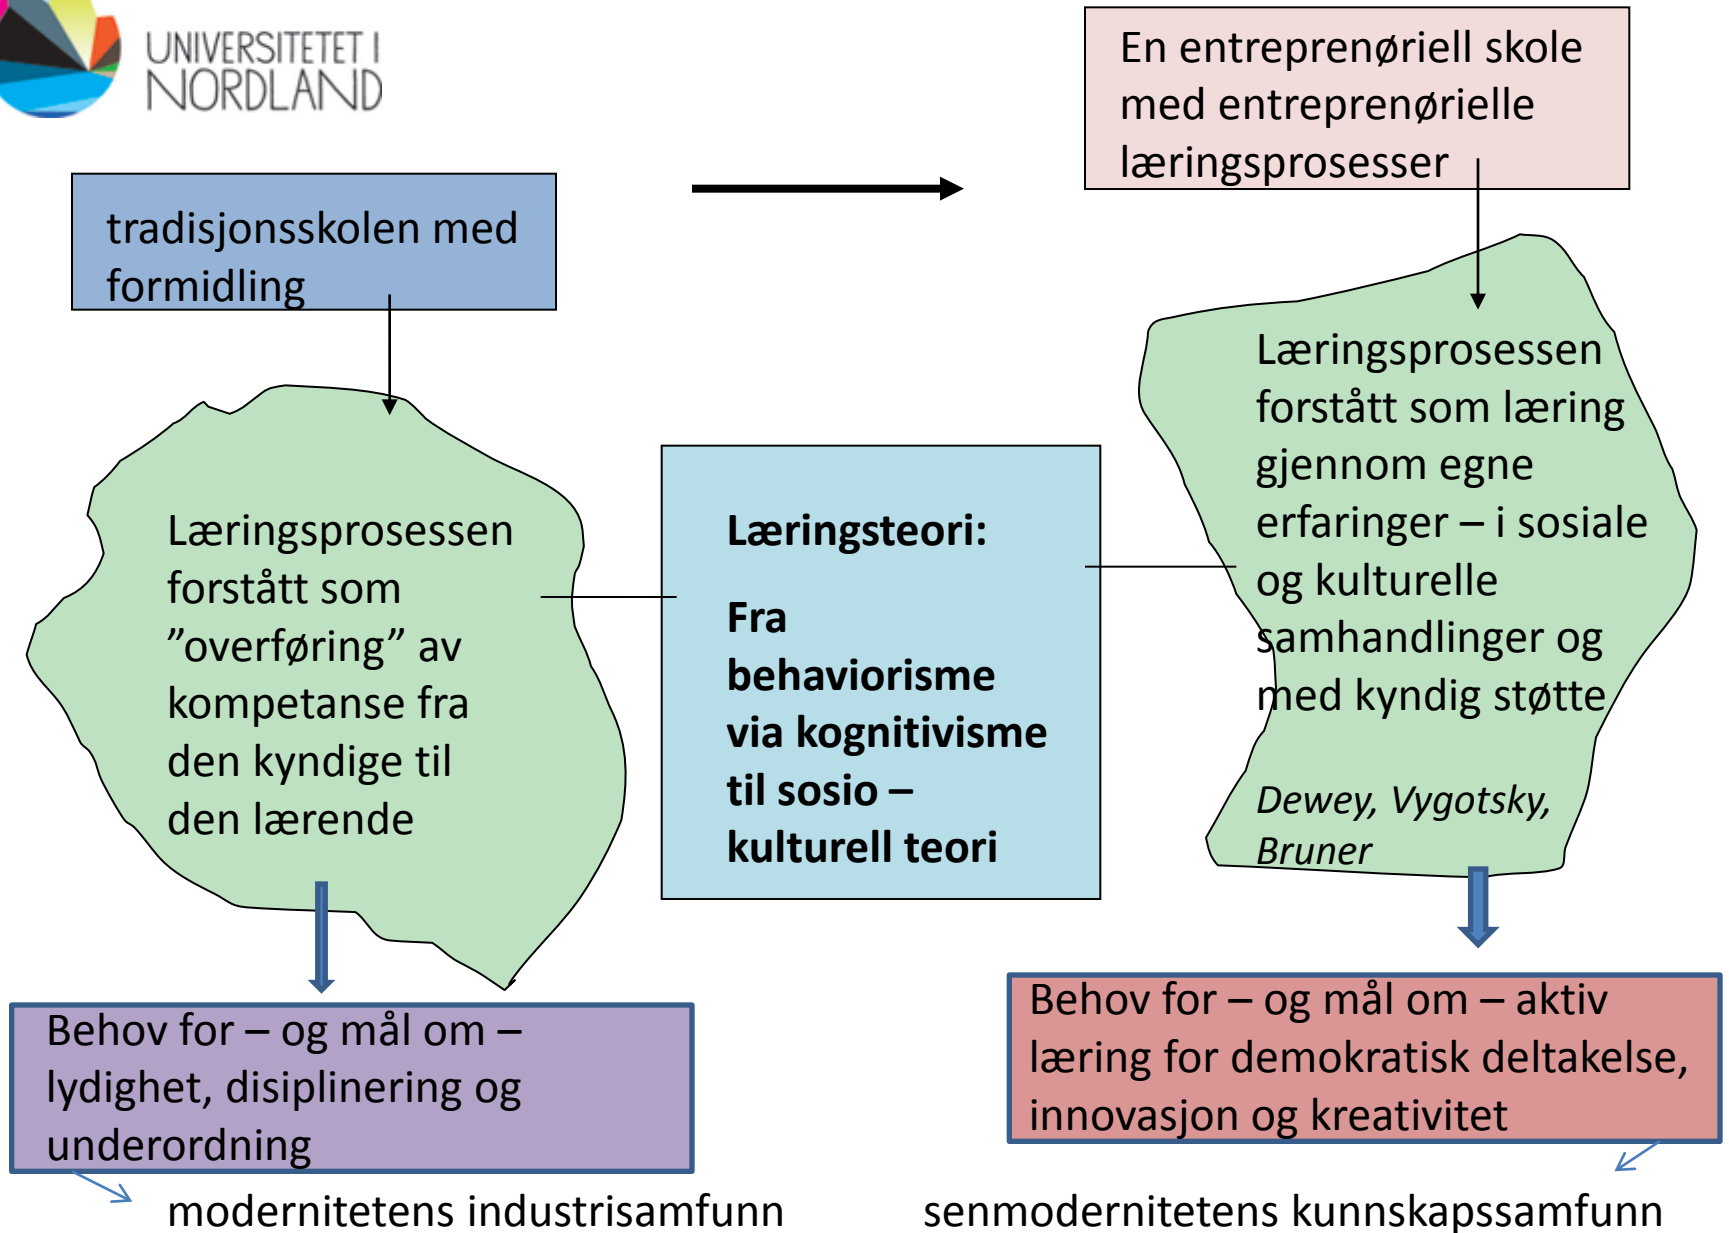 UNIVERSITETET I
NORDLAND
En entreprenøriell skole
med entreprenørielle
læringsprosesser
tradisjonsskolen med
formidling
Læringsprosessen
forstått som
”overføring” av
kompetanse fra
den kyndige til
den lærende
Læringsteori:
Fra
behaviorisme
via kognitivisme
til sosio –
kulturell teori
Læringsprosessen
forstått som læring
gjennom egne
erfaringer – i sosiale
og kulturelle
samhandlinger og
med kyndig støtte
Dewey, Vygotsky,
Bruner
Behov for – og mål om –
lydighet, disiplinering og
underordning
Behov for – og mål om – aktiv
læring for demokratisk deltakelse,
innovasjon og kreativitet
modernitetens industrisamfunn
senmodernitetens kunnskapssamfunn